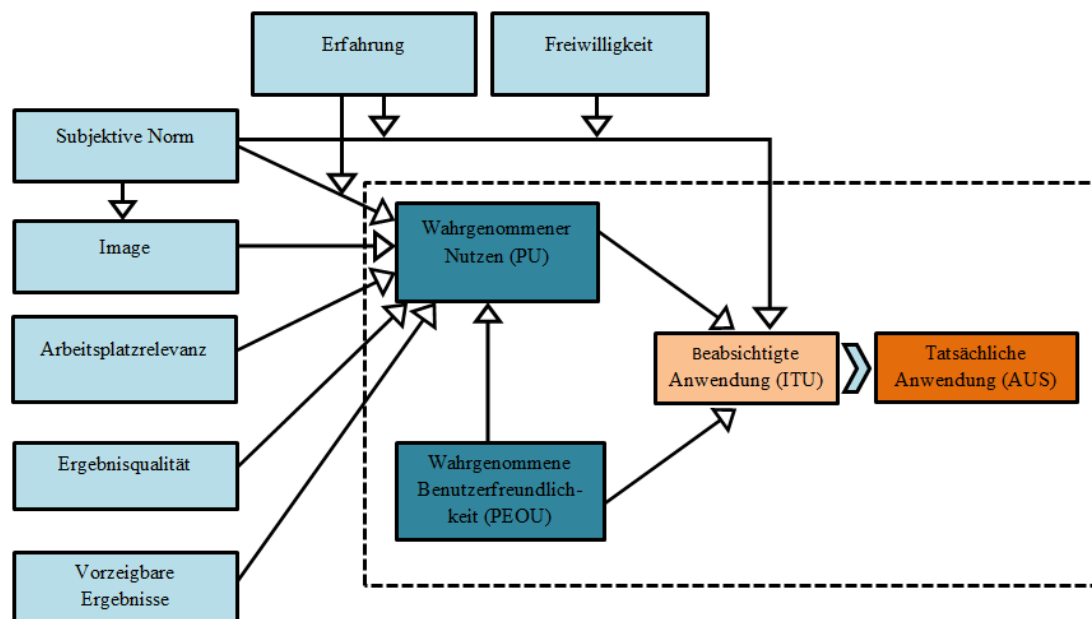 Erfahrung
Freiwilligkeit
Subjektive Norm
Image
Wahrgenommener
Nutzen (PU)
Arbeitsplatzrelevanz
Beabsichtigte
Anwendung (ITU)
Tatsächliche
Anwendung (AUS)
Ergebnisqualität
Wahrgenommene
Benutzerfreundlich-
keit (PEOU)
Vorzeigbare
Ergebnisse